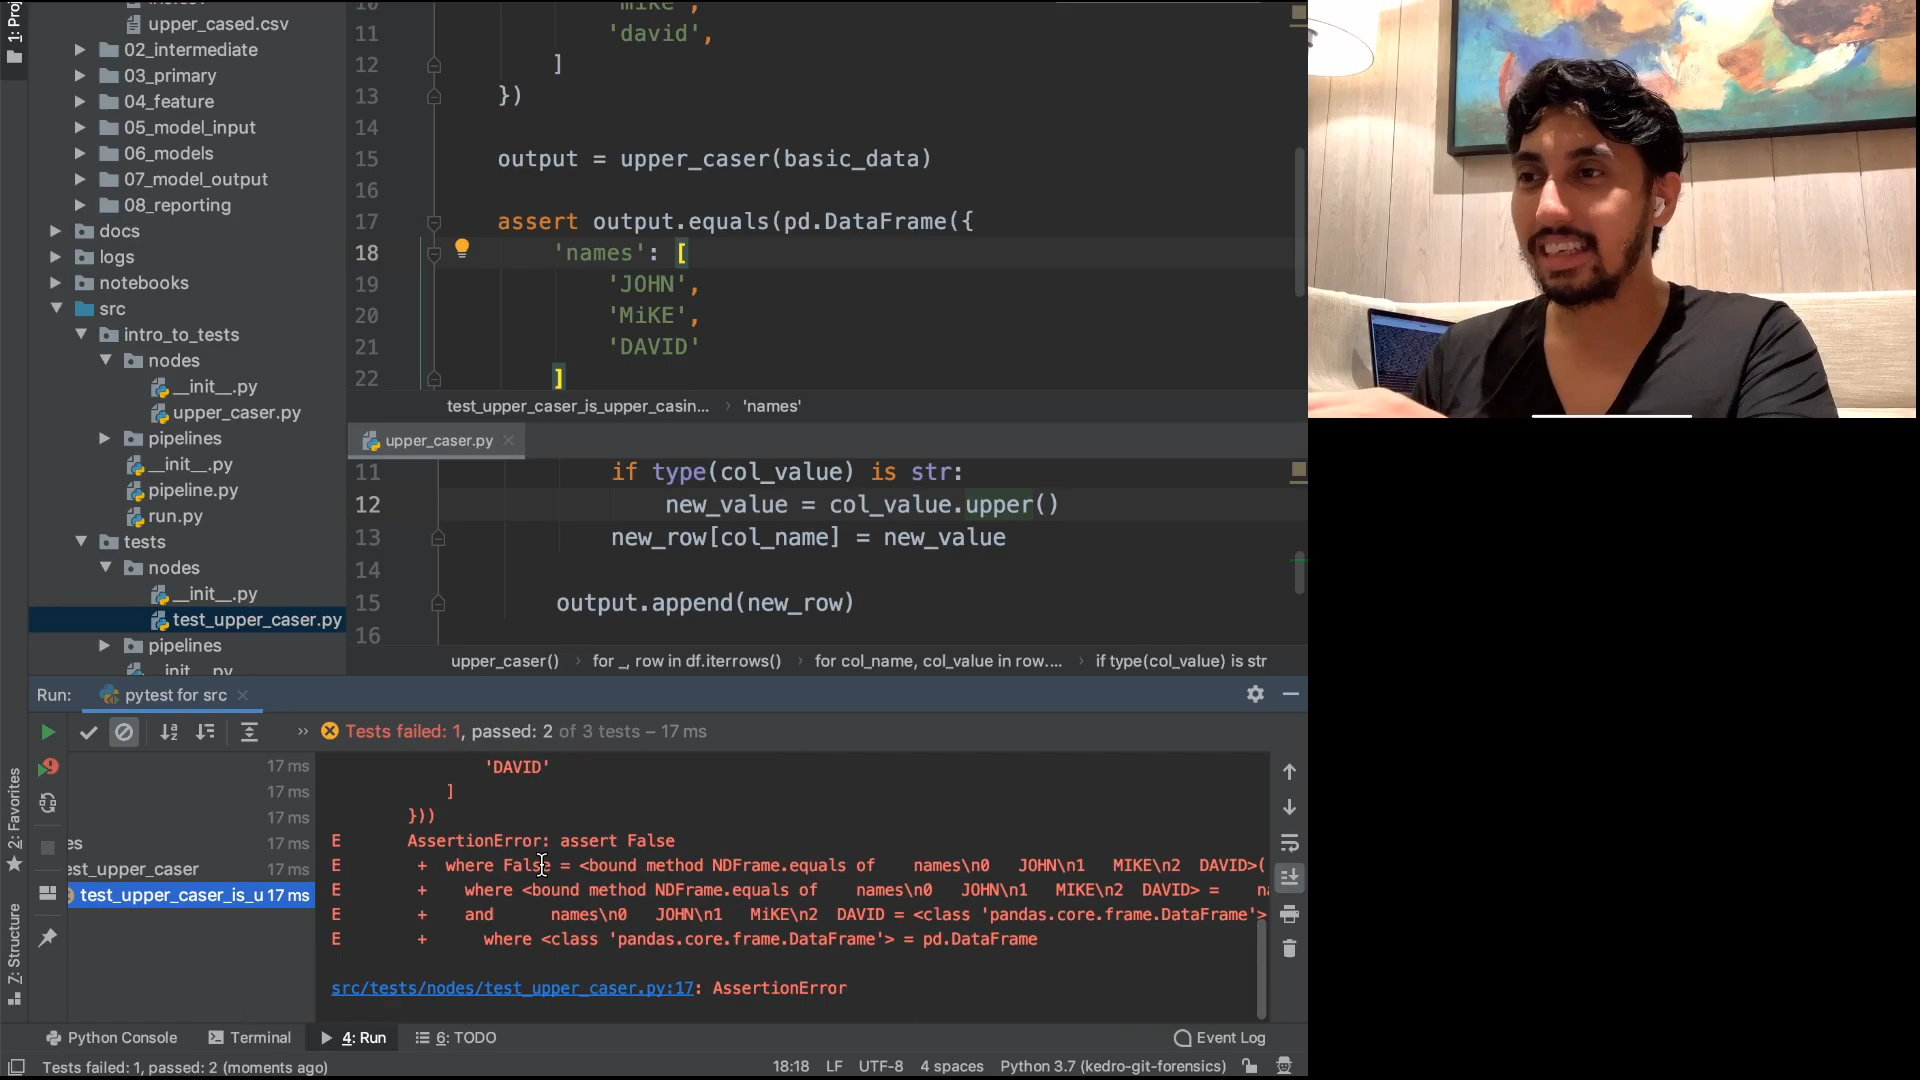 1: Proj
upper_cased.csv
02_intermediate
03_primary
04_feature
05_model_input
06_models
07_model_output
08_reporting
docs
logs
notebooks
src
intro_to_tests
nodes
__init__.py
upper_caser.py
pipelines
__init__.py
pipeline.py
run.py
tests
nodes
__init__.py
test_upper_caser.py
pipelines
__init__.py
10 'mike',
11 'david',
12 ]
13 })
14
15 output = upper_caser(basic_data)
16
17 assert output.equals(pd.DataFrame({
18 'names': [
19 'JOHN',
20 'MiKE',
21 'DAVID'
22 ]
test_upper_caser_is_upper_casin... › 'names'
upper_caser.py
11 if type(col_value) is str:
12 new_value = col_value.upper()
13 new_row[col_name] = new_value
14
15 output.append(new_row)
16
upper_caser() › for _, row in df.iterrows() › for col_name, col_value in row.... › if type(col_value) is str
Run: pytest for src
Tests failed: 1, passed: 2 of 3 tests – 17 ms
17 ms
17 ms
17 ms
es 17 ms
est_upper_caser 17 ms
test_upper_caser_is_u 17 ms
'DAVID'
]
}))
E AssertionError: assert False
E + where False = <bound method NDFrame.equals of names\n0 JOHN\n1 MIKE\n2 DAVID>(
E + where <bound method NDFrame.equals of names\n0 JOHN\n1 MIKE\n2 DAVID> = na
E + and names\n0 JOHN\n1 MiKE\n2 DAVID = <class 'pandas.core.frame.DataFrame'>
E + where <class 'pandas.core.frame.DataFrame'> = pd.DataFrame
src/tests/nodes/test_upper_caser.py:17: AssertionError
2: Favorites
Z: Structure
Python Console Terminal 4: Run 6: TODO Event Log
Tests failed: 1, passed: 2 (moments ago) 18:18 LF UTF-8 4 spaces Python 3.7 (kedro-git-forensics)